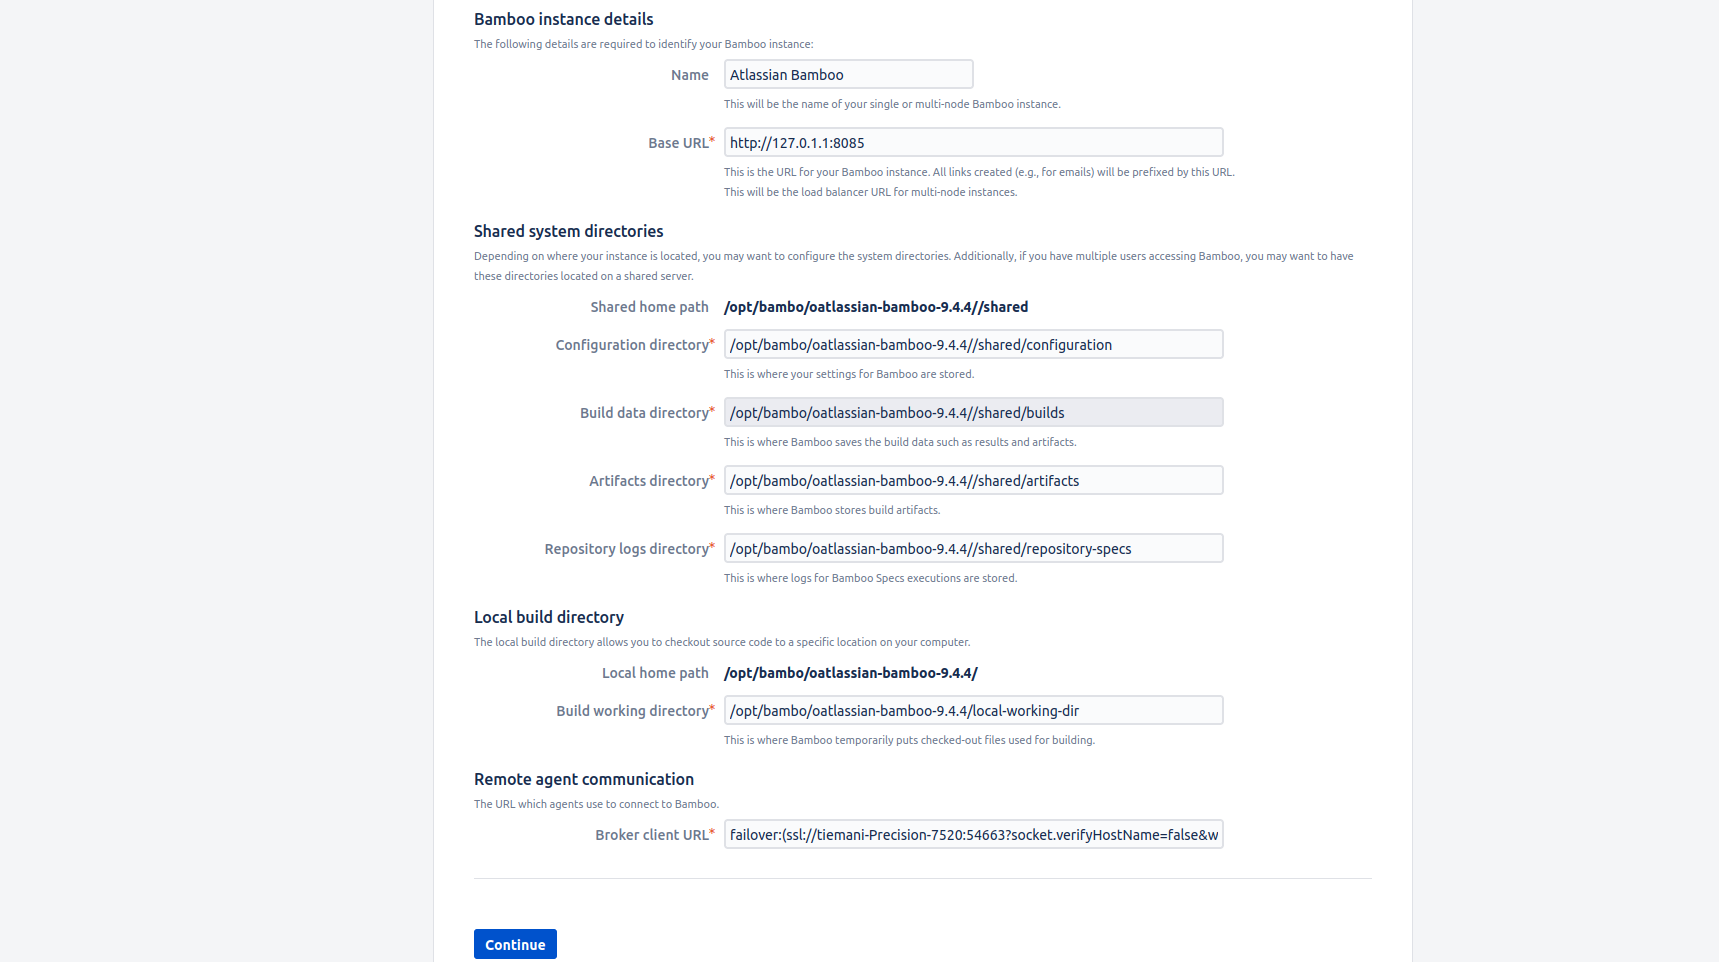 Bamboo instance details
The following details are required to identify your Bamboo instance:
Name Atlassian Bamboo
This will be the name of your single or multi-node Bamboo instance.
Base URL* http://127.0.1.1:8085
This is the URL for your Bamboo instance. All links created (e.g., for emails) will be prefixed by this URL.
This will be the load balancer URL for multi-node instances.
Shared system directories
Depending on where your instance is located, you may want to configure the system directories. Additionally, if you have multiple users accessing Bamboo, you may want to have
these directories located on a shared server.
Shared home path /opt/bambo/oatlassian-bamboo-9.4.4//shared
Configuration directory* /opt/bambo/oatlassian-bamboo-9.4.4//shared/configuration
This is where your settings for Bamboo are stored.
Build data directory* /opt/bambo/oatlassian-bamboo-9.4.4//shared/builds
This is where Bamboo saves the build data such as results and artifacts.
Artifacts directory* /opt/bambo/oatlassian-bamboo-9.4.4//shared/artifacts
This is where Bamboo stores build artifacts.
Repository logs directory* /opt/bambo/oatlassian-bamboo-9.4.4//shared/repository-specs
This is where logs for Bamboo Specs executions are stored.
Local build directory
The local build directory allows you to checkout source code to a specific location on your computer.
Local home path /opt/bambo/oatlassian-bamboo-9.4.4/
Build working directory* /opt/bambo/oatlassian-bamboo-9.4.4/local-working-dir
This is where Bamboo temporarily puts checked-out files used for building.
Remote agent communication
The URL which agents use to connect to Bamboo.
Broker client URL* failover:(ssl://tiemani-Precision-7520:54663?socket.verifyHostName=false&w
Continue